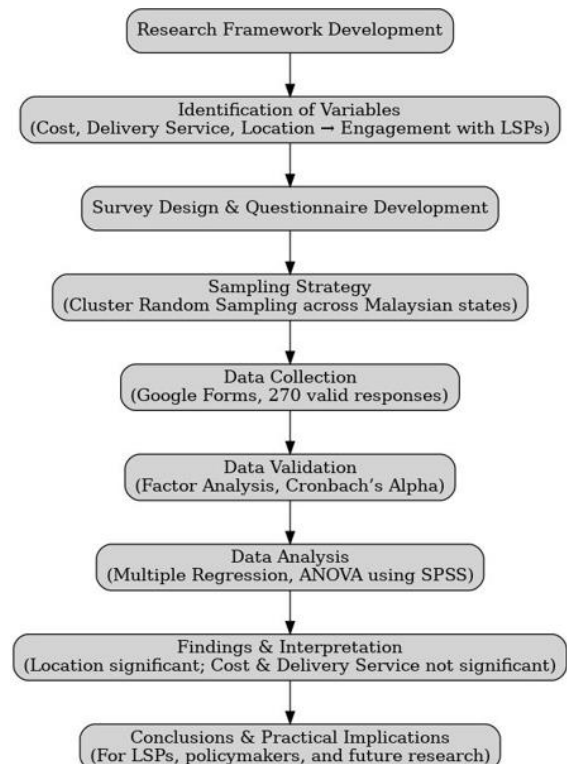 Research Framework Development
Identification of Variables
(Cost, Delivery Service, Location → Engagement with LSPs)
Survey Design & Questionnaire Development
Sampling Strategy
(Cluster Random Sampling across Malaysian states)
Data Collection
(Google Forms, 270 valid responses)
Data Validation
(Factor Analysis, Cronbach’s Alpha)
Data Analysis
(Multiple Regression, ANOVA using SPSS)
Findings & Interpretation
(Location significant; Cost & Delivery Service not significant)
Conclusions & Practical Implications
(For LSPs, policymakers, and future research)